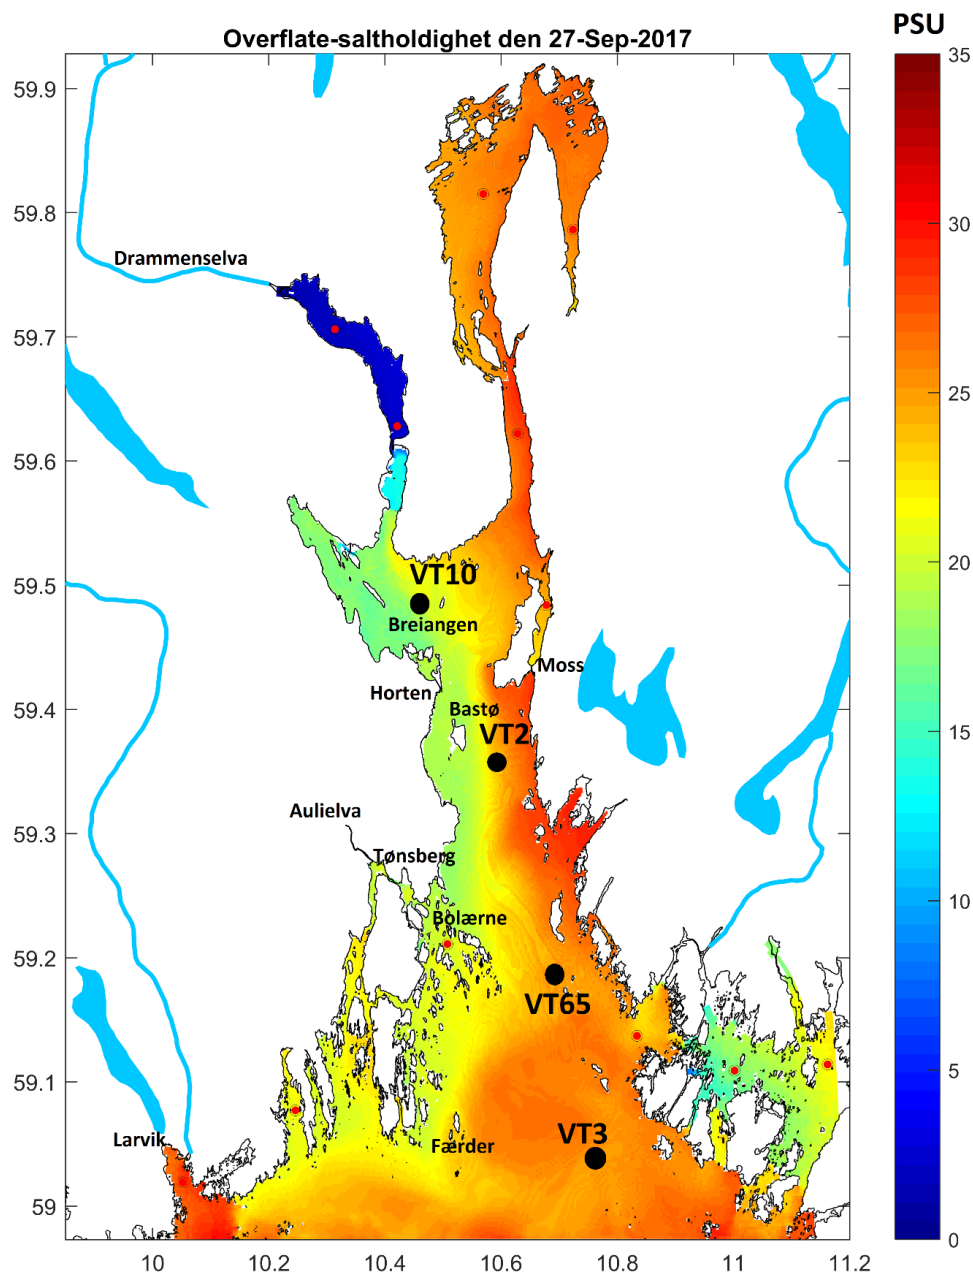 PSU
Overflate-saltholdighet den 27-Sep-2017
35
59.9
30
59.8
Drammenselva
59.7
25
59.6
20
VT10
59.5
Breiangen
Moss
Horten
59.4
Bastø
VT2
15
Aulielva
59.3
Tønsberg
10
Bolærne
59.2
VT65
59.1
5
Larvik
Færder
VT3
59
0
10
10.2
10.4
10.6
10.8
11
11.2